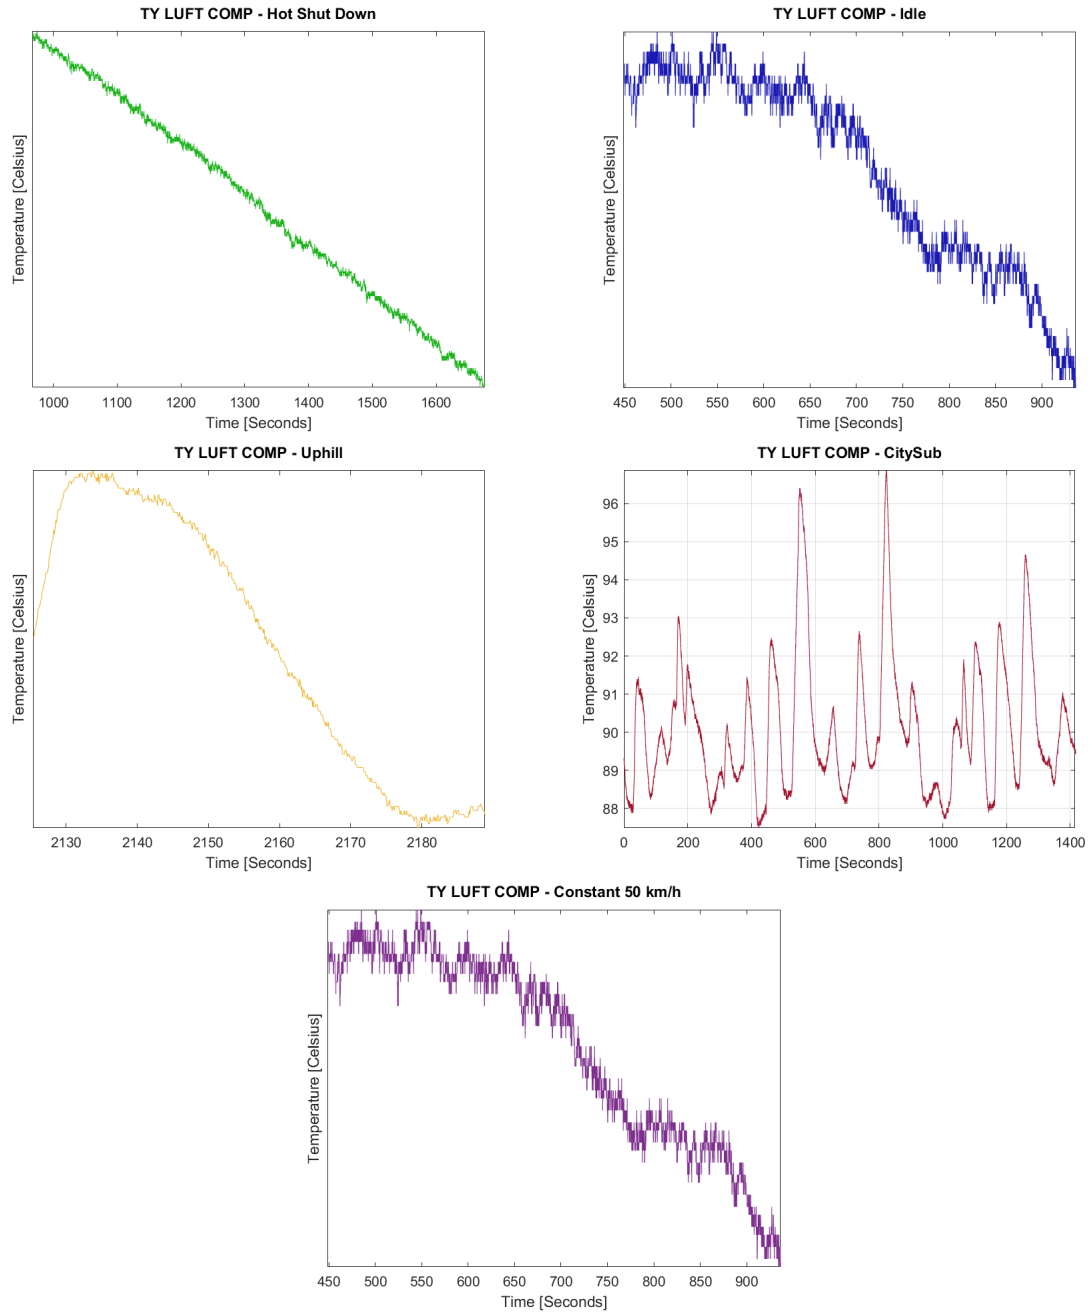 TY LUFT COMP - Hot Shut Down
Temperature [Celsius]
1000 1100 1200 1300 1400 1500 1600
Time [Seconds]
TY LUFT COMP - Idle
Temperature [Celsius]
450 500 550 600 650 700 750 800 850 900
Time [Seconds]
TY LUFT COMP - Uphill
Temperature [Celsius]
2130 2140 2150 2160 2170 2180
Time [Seconds]
TY LUFT COMP - CitySub
Temperature [Celsius]
96
95
94
93
92
91
90
89
88
0 200 400 600 800 1000 1200 1400
Time [Seconds]
TY LUFT COMP - Constant 50 km/h
Temperature [Celsius]
450 500 550 600 650 700 750 800 850 900
Time [Seconds]